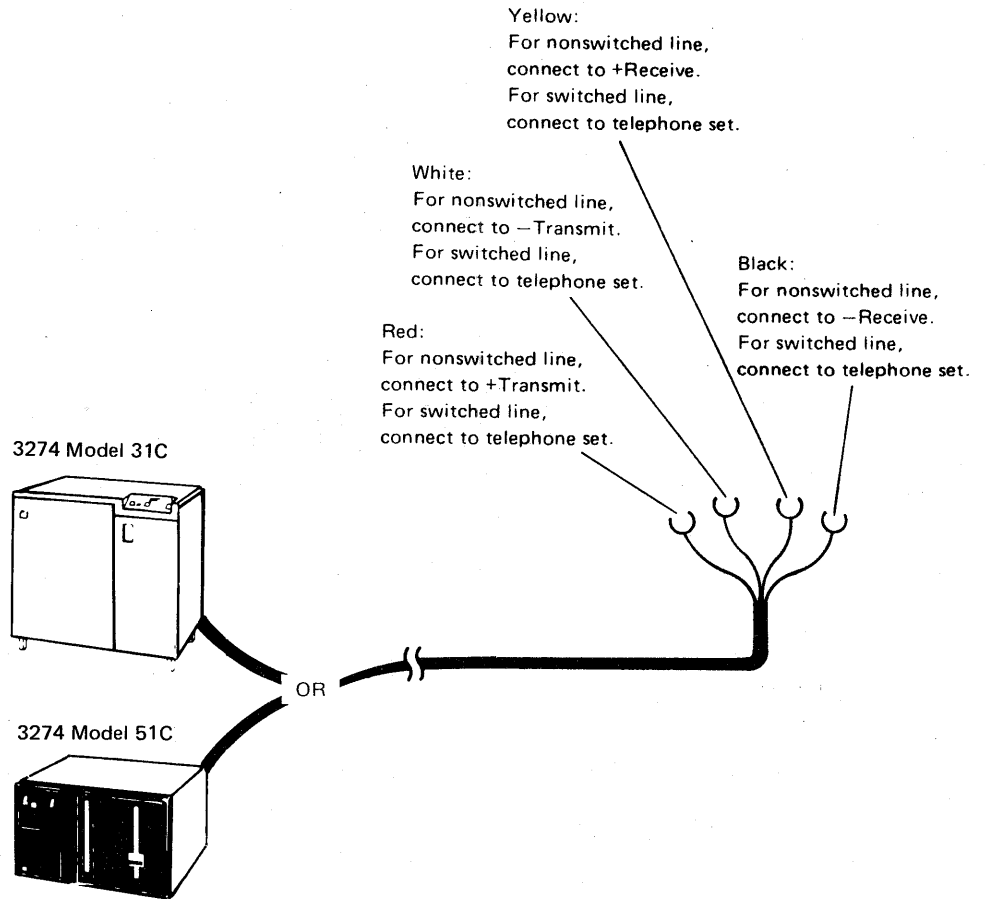 Yellow:
For nonswitched line,
connect to +Receive.
For switched line,
connect to telephone set.
White:
For nonswitched line,
connect to —Transmit.
For switched line,
connect to telephone set.
Black:
For nonswitched line,
connect to —Receive.
For switched line,
connect to telephone set.
Red:
For nonswitched line,
connect to +Transmit.
For switched line,
connect to telephone set.
3274 Model 31C
OR
3274 Model 51C